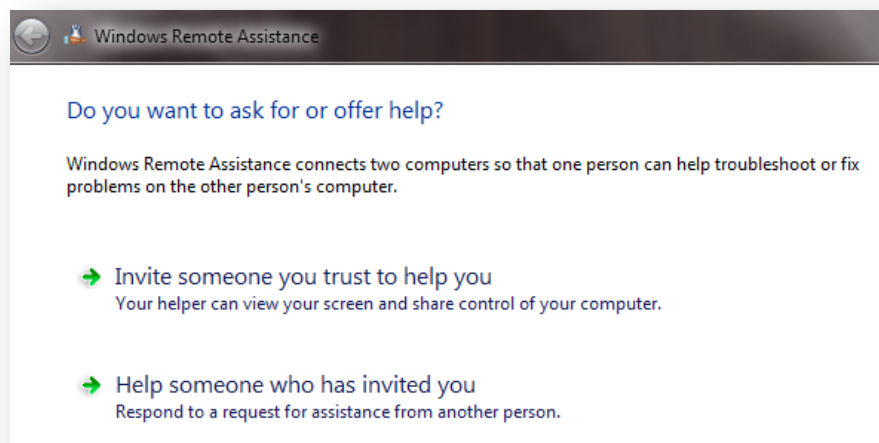 Windows Remote Assistance
Do you want to ask for or offer help?
Windows Remote Assistance connects two computers so that one person can help troubleshoot or fix
problems on the other person's computer.
Invite someone you trust to help you
Your helper can view your screen and share control of your computer.
Help someone who has invited you
Respond to a request for assistance from another person.